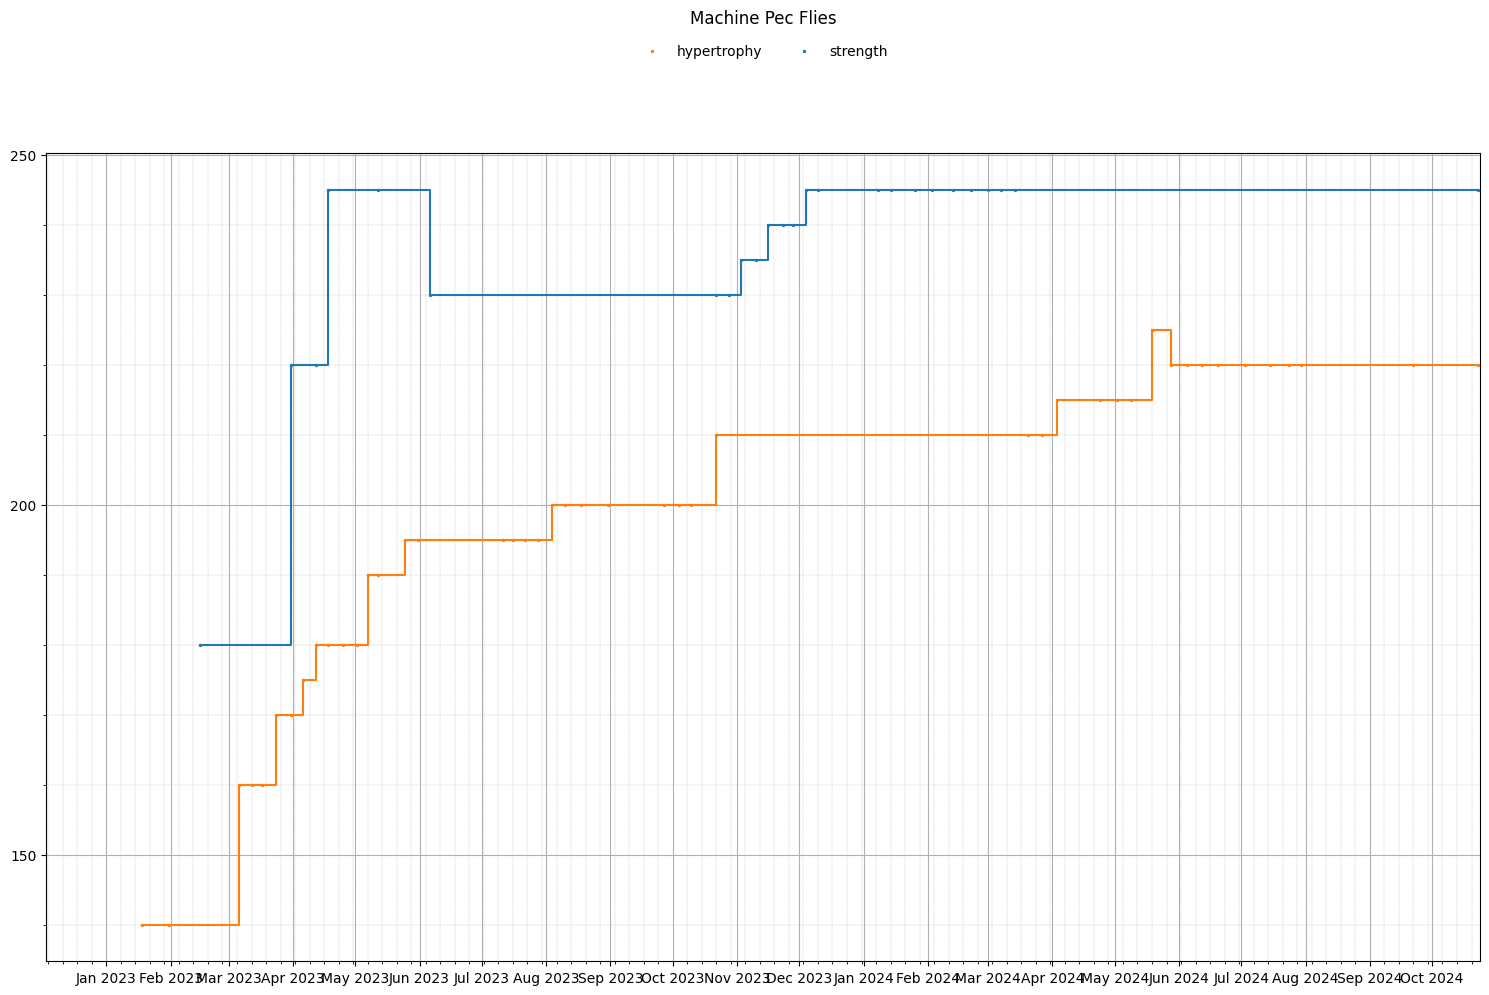 Machine Pec Flies
hypertrophy strength
250
200
150
Jan 2023 Feb 2023 Mar 2023 Apr 2023 May 2023 Jun 2023 Jul 2023 Aug 2023 Sep 2023 Oct 2023 Nov 2023 Dec 2023 Jan 2024 Feb 2024 Mar 2024 Apr 2024 May 2024 Jun 2024 Jul 2024 Aug 2024 Sep 2024 Oct 2024